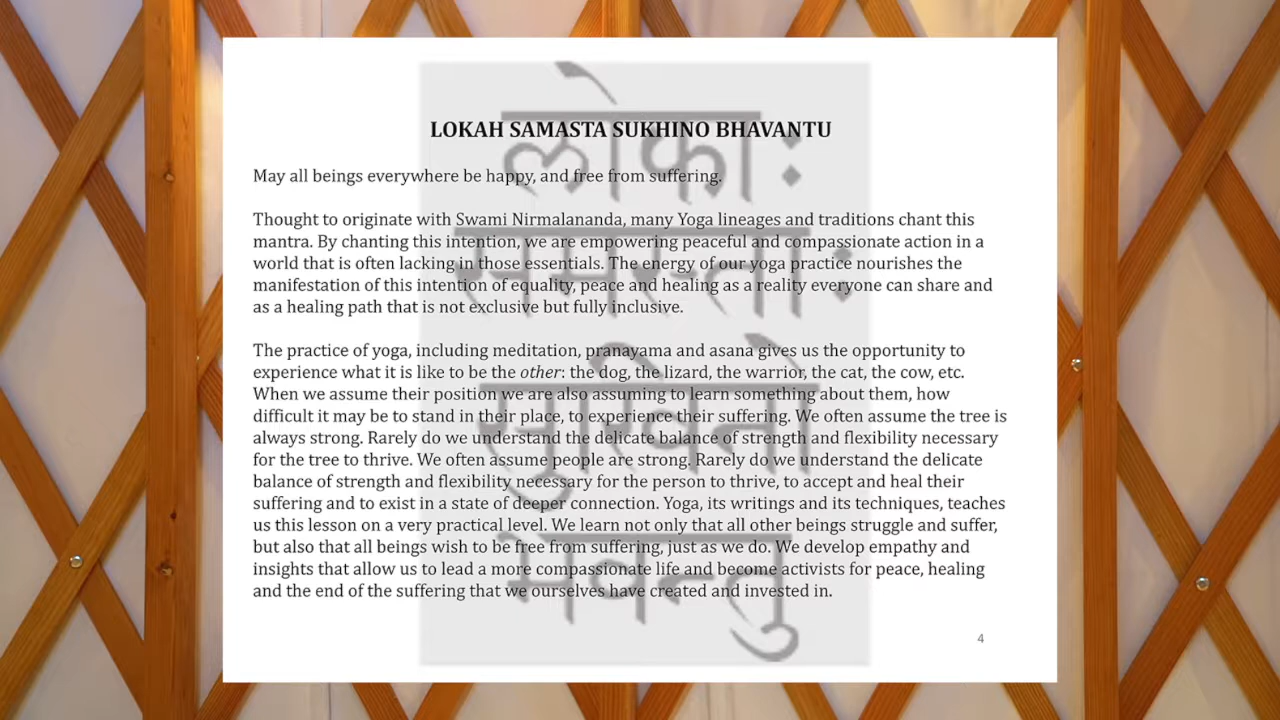 LOKAH SAMASTA SUKHINO BHAVANTU
May all beings everywhere be happy, and free from suffering.
Thought to originate with Swami Nirmalananda, many Yoga lineages and traditions chant this
mantra. By chanting this intention, we are empowering peaceful and compassionate action in a
world that is often lacking in those essentials. The energy of our yoga practice nourishes the
manifestation of this intention of equality, peace and healing as a reality everyone can share and
as a healing path that is not exclusive but fully inclusive.
The practice of yoga, including meditation, pranayama and asana gives us the opportunity to
experience what it is like to be the other: the dog, the lizard, the warrior, the cat, the cow, etc.
When we assume their position we are also assuming to learn something about them, how
difficult it may be to stand in their place, to experience their suffering. We often assume the tree is
always strong. Rarely do we understand the delicate balance of strength and flexibility necessary
for the tree to thrive. We often assume people are strong. Rarely do we understand the delicate
balance of strength and flexibility necessary for the person to thrive, to accept and heal their
suffering and to exist in a state of deeper connection. Yoga, its writings and its techniques, teaches
us this lesson on a very practical level. We learn not only that all other beings struggle and suffer,
but also that all beings wish to be free from suffering, just as we do. We develop empathy and
insights that allow us to lead a more compassionate life and become activists for peace, healing
and the end of the suffering that we ourselves have created and invested in.
4
लोकाः
समस्ताः
सुखिनो
भवन्तु